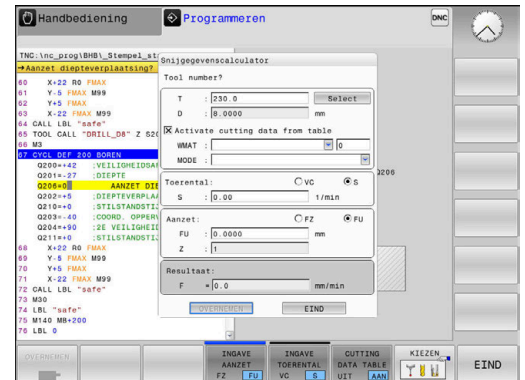 Handbediening
Programmeren
DNC
TNC:\nc_prog\BHB\_Stempel_st
→Aanzet diepteverplaatsing?
60 X+22 R0 FMAX
61 Y-5 FMAX M99
62 Y+5 FMAX
63 X-22 FMAX M99
64 CALL LBL "safe"
65 TOOL CALL "DRILL_D8" Z S20
66 M3
67 CYCL DEF 200 BOREN
Q200=+42 ;VEILIGHEIDSAF
Q201=-27 ;DIEPTE
Q206=0 AANZET DIE
Q202=+5 ;DIEPTEVERPLAA
Q210=+0 ;STILSTANDSTIJ
Q203=-40 ;COORD. OPPERV
Q204=+90 ;2E VEILIGHEID
Q211=+0 ;STILSTANDSTI
68 X+22 R0 FMAX
69 Y-5 FMAX M99
70 Y+5 FMAX
71 X-22 FMAX M99
72 CALL LBL "safe"
73 M30
74 LBL "safe"
75 M140 MB+200
76 LBL 0
Snijgegevenscalculator
Tool number?
T : 230.0 Select
D : 8.0000 mm
Activate cutting data from table
WMAT : 0
MODE :
Toerental: VC S
S : 0.00 1/min
Aanzet: FZ FU
FU : 0.0000 mm
Z : 1
Resultaat:
F = 0.0 mm/min
OVERNEMEN EIND
Q206
OVERNEMEN
INGAVE AANZET FZ FU
INGAVE TOERENTAL VC S
CUTTING DATA TABLE UIT AAN
KIEZEN
EIND